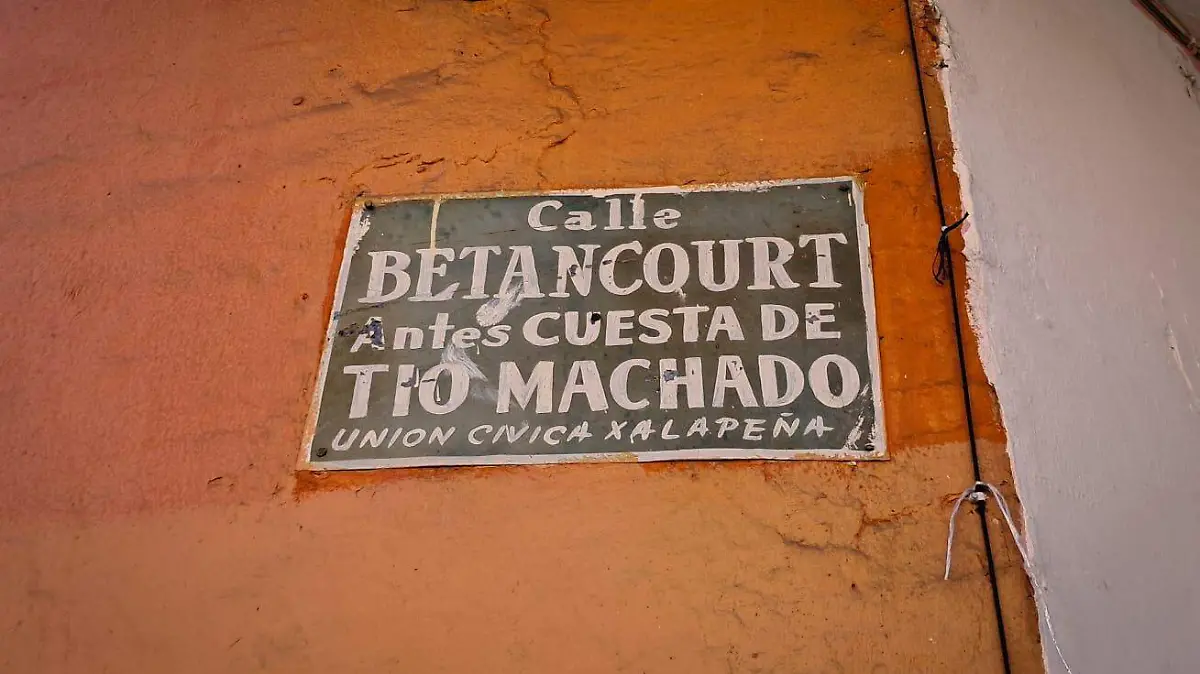 Calle
BETANCOURT
Antes CUESTA DE
TIO MACHADO
UNION CIVICA XALAPEÑA